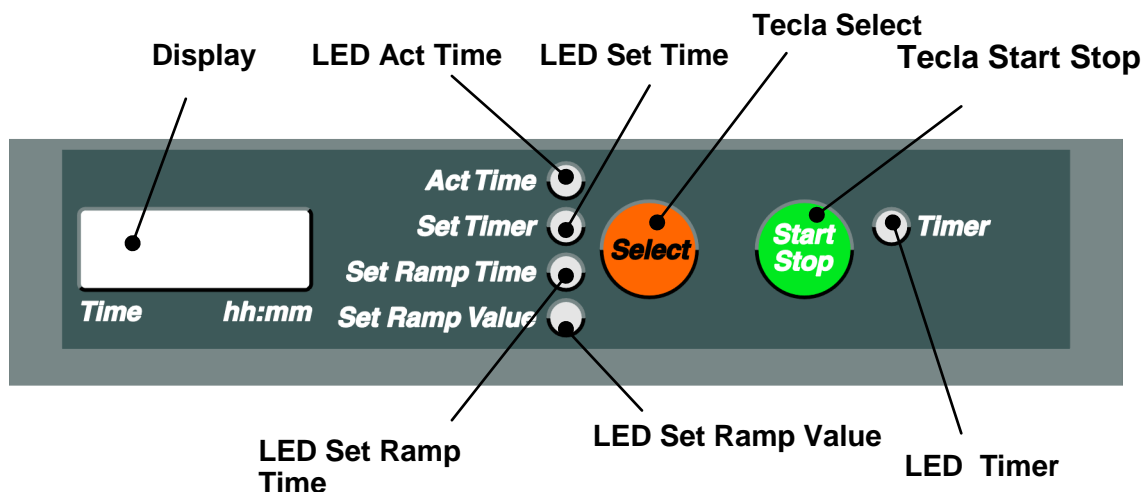 Tecla Select
Display
LED Act Time
LED Set Time
Tecla Start Stop
Act Time
Set Timer
Set Ramp Time
Set Ramp Value
Time
hh:mm
Select
Start
Stop
Timer
LED Set Ramp
Time
LED Set Ramp Value
LED Timer